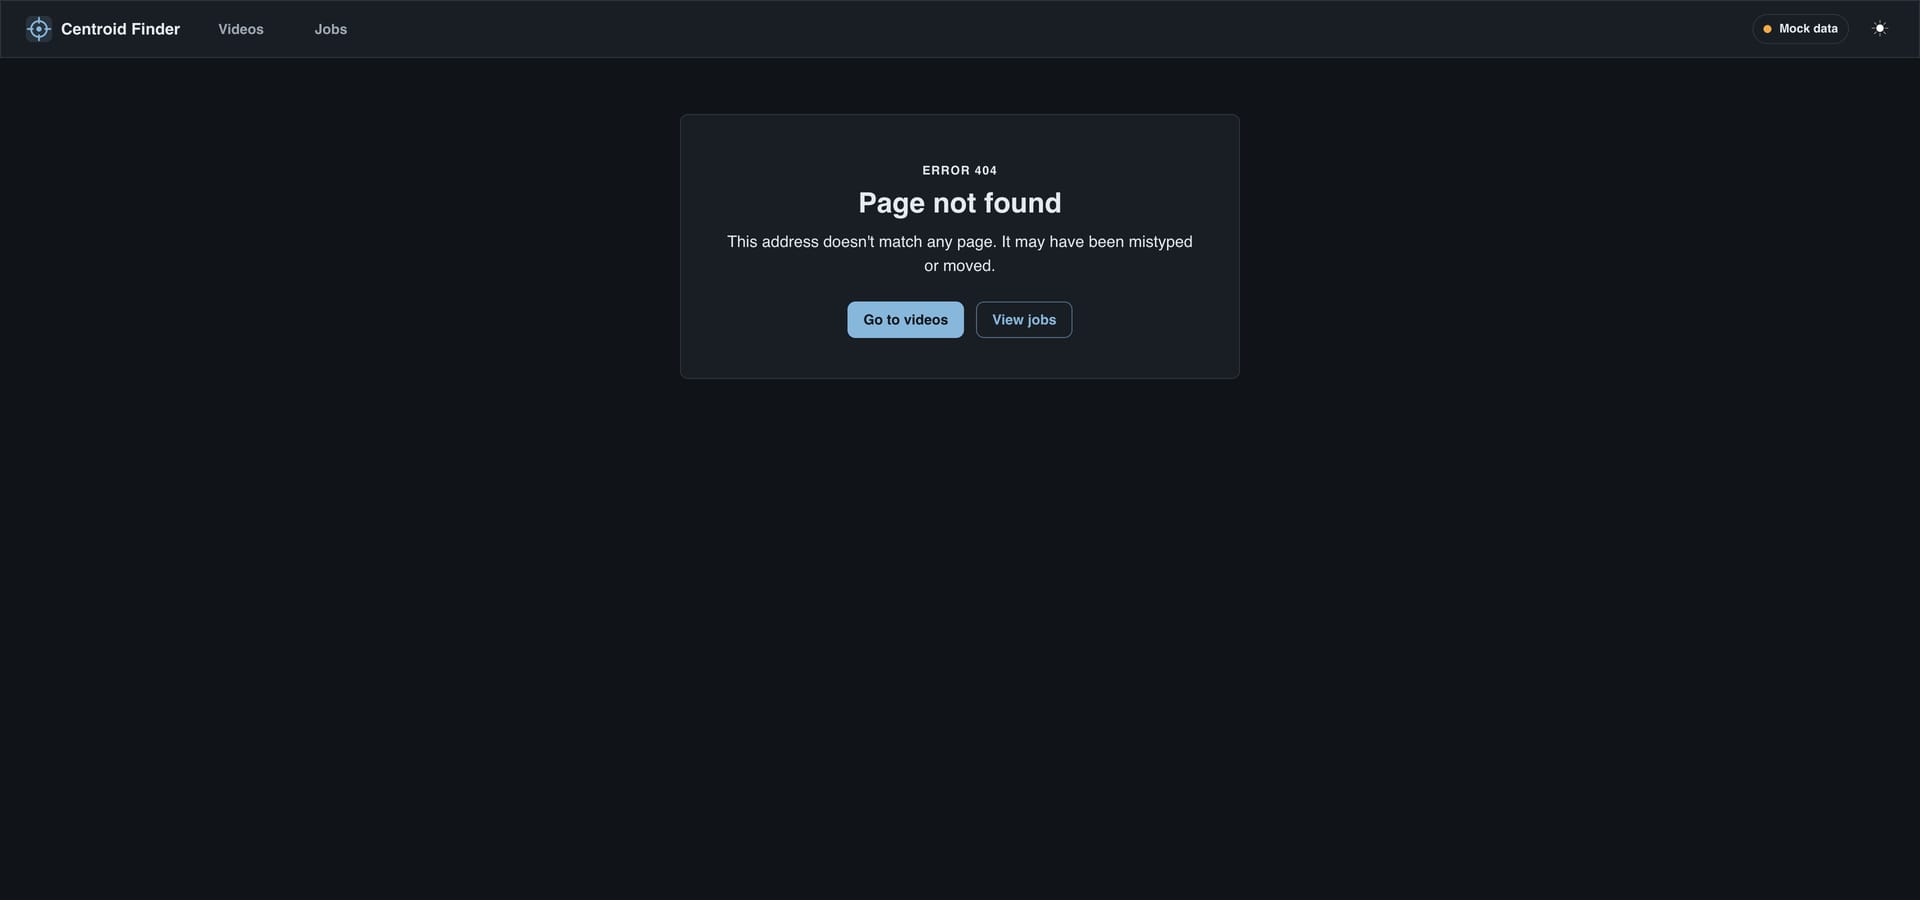 Centroid Finder
Videos
Jobs
Mock data
ERROR 404
Page not found
This address doesn't match any page. It may have been mistyped
or moved.
Go to videos
View jobs